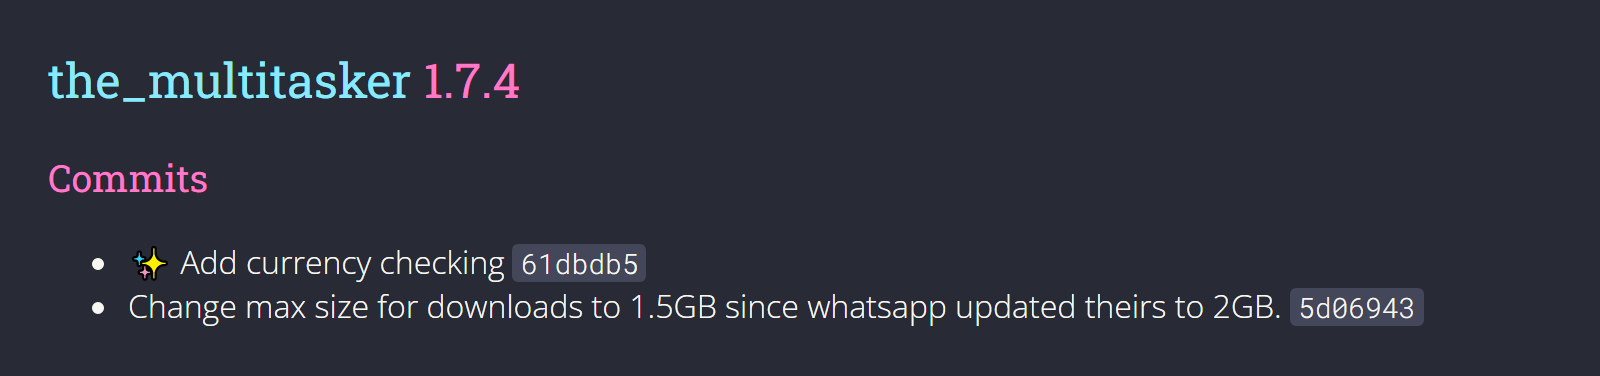 the_multitasker 1.7.4
Commits
✨ Add currency checking 61dbdb5
Change max size for downloads to 1.5GB since whatsapp updated theirs to 2GB. 5d06943